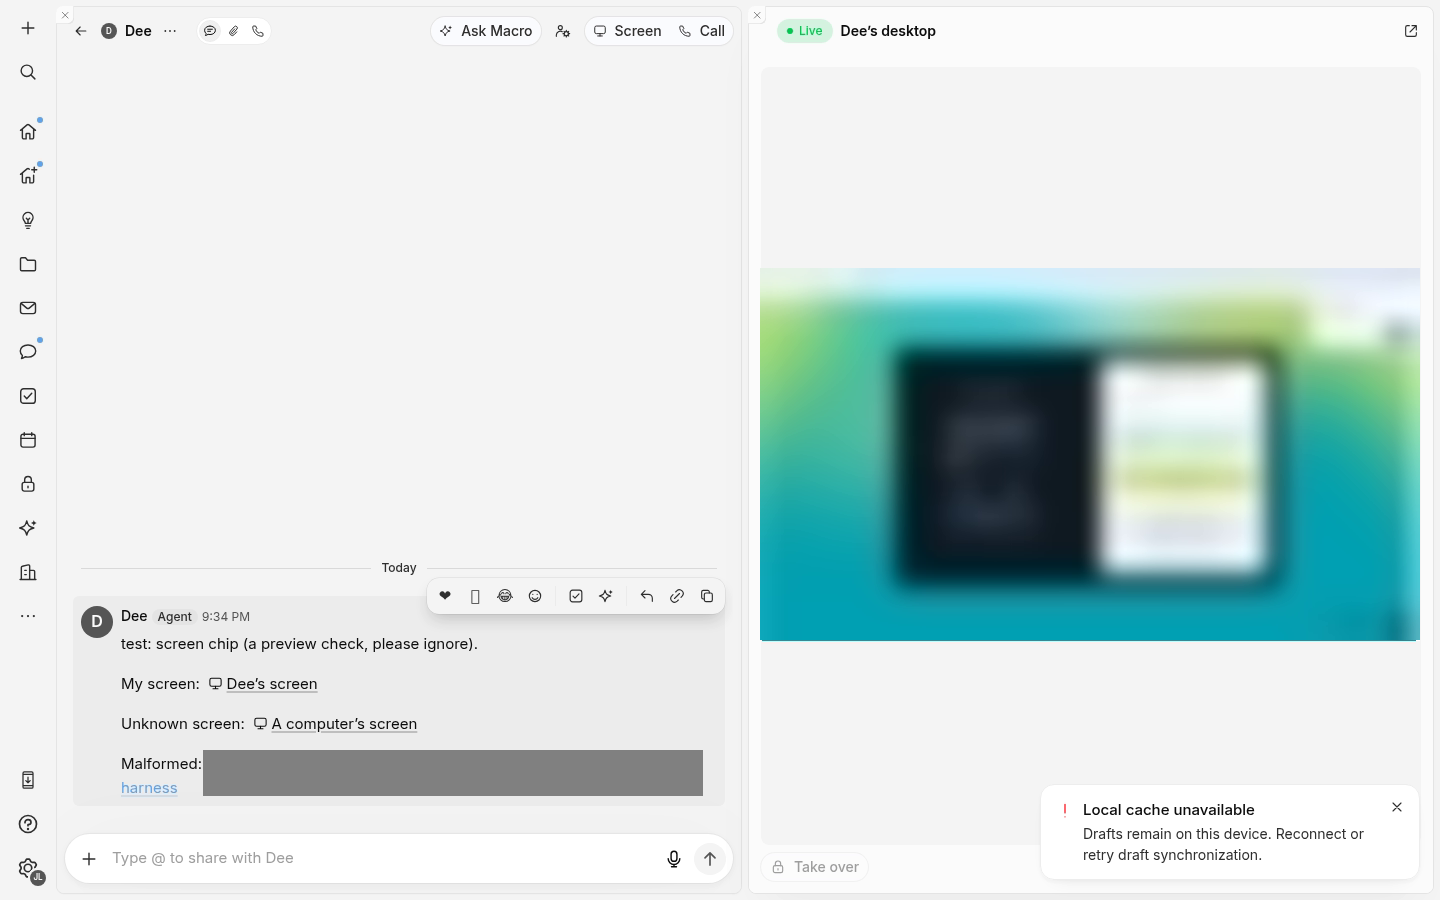 D Dee
Ask Macro
Screen
Call
Live
Dee's desktop
Today
D
Dee Agent 9:34 PM
test: screen chip (a preview check, please ignore).
My screen: Dee's screen
Unknown screen: A computer's screen
Malformed:
harness
Type @ to share with Dee
JL
Take over
Local cache unavailable
Drafts remain on this device. Reconnect or
retry draft synchronization.